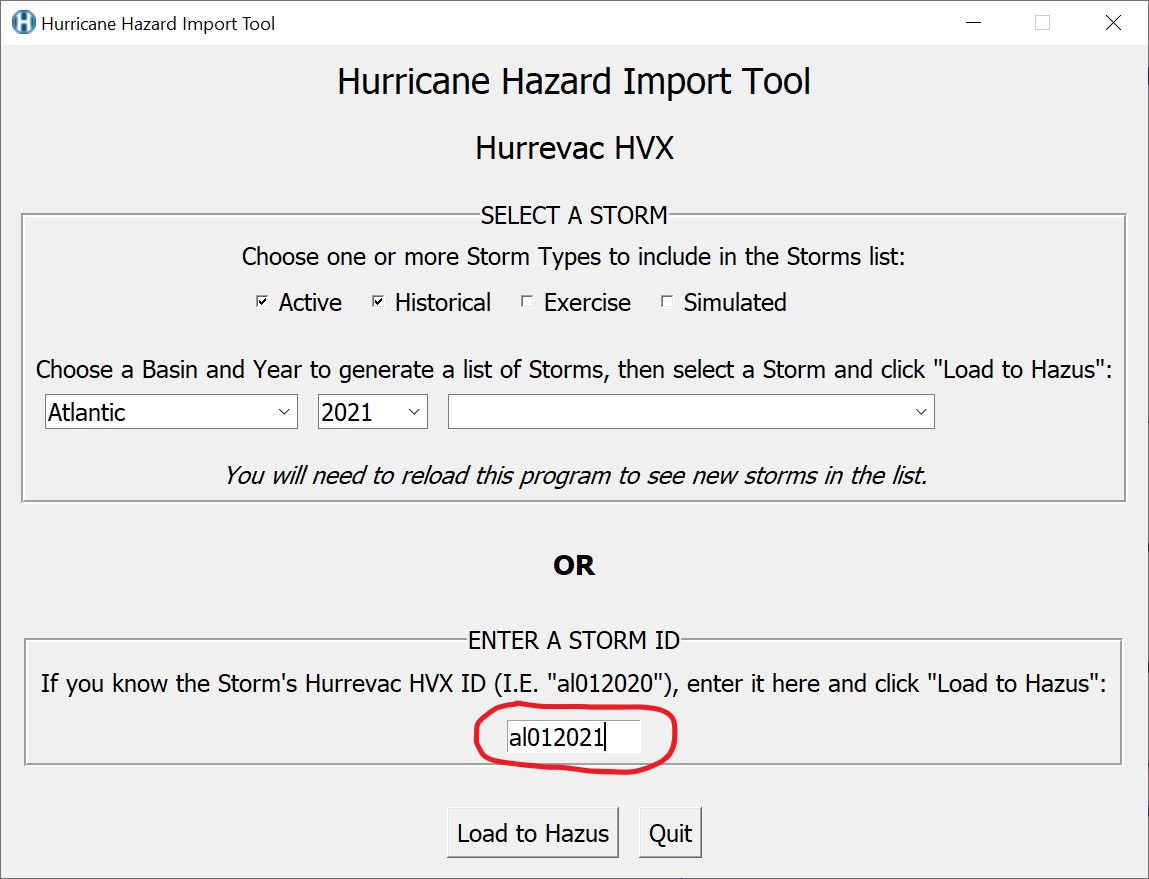 Hurricane Hazard Import Tool
Hurricane Hazard Import Tool
Hurrevac HVX
SELECT A STORM
Choose one or more Storm Types to include in the Storms list:
Active Historical Exercise Simulated
Choose a Basin and Year to generate a list of Storms, then select a Storm and click "Load to Hazus":
Atlantic 2021
You will need to reload this program to see new storms in the list.
OR
ENTER A STORM ID
If you know the Storm's Hurrevac HVX ID (I.E. "al012020"), enter it here and click "Load to Hazus":
al012021
Load to Hazus Quit